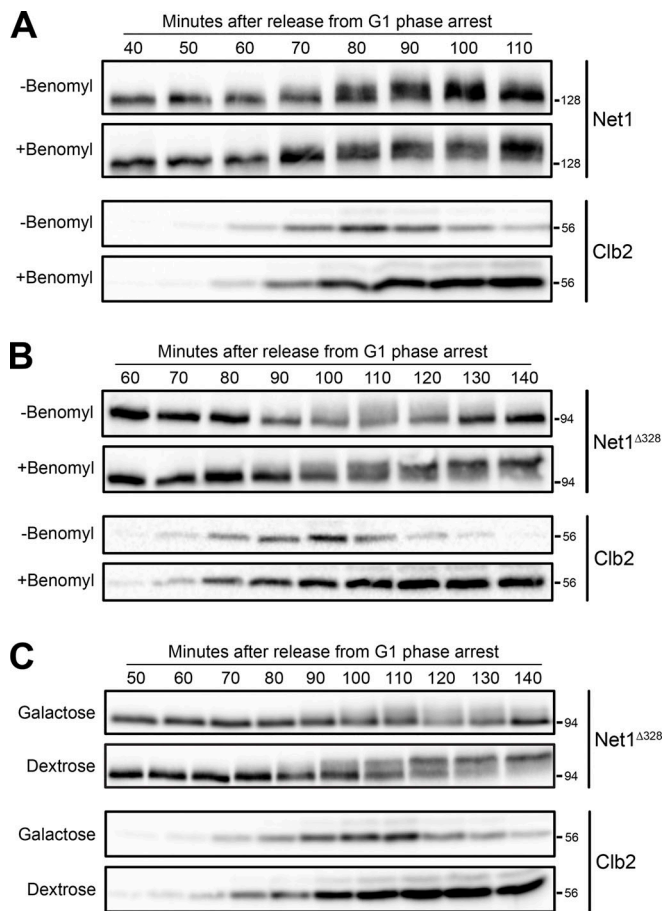 A
Minutes after release from G1 phase arrest
40 50 60 70 80 90 100 110
-Benomyl
-128
+Benomyl
-128
Net1
-Benomyl
-56
+Benomyl
-56
Clb2
B
Minutes after release from G1 phase arrest
60 70 80 90 100 110 120 130 140
-Benomyl
-94
+Benomyl
-94
Net1Δ328
-Benomyl
-56
+Benomyl
-56
Clb2
C
Minutes after release from G1 phase arrest
50 60 70 80 90 100 110 120 130 140
Galactose
-94
Dextrose
-94
Net1Δ328
Galactose
-56
Dextrose
-56
Clb2